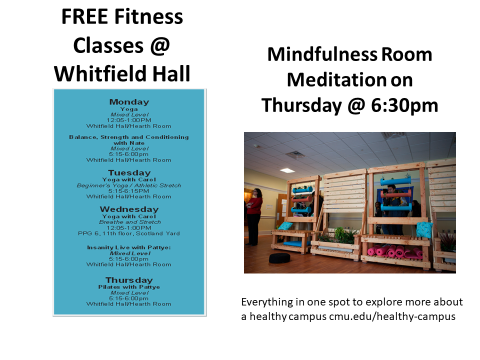 FREE Fitness
Classes @
Whitfield Hall
Monday
Yoga
Mixed Level
12:05-1:00PM
Whitfield Hall/Hearth Room
Balance, Strength and Conditioning
with Nate
Mixed Level
5:15-6:00pm
Whitfield Hall/Hearth Room
Tuesday
Yoga with Carol
Beginner's Yoga / Athletic Stretch
5:15-6:15PM
Whitfield Hall/Hearth Room
Wednesday
Yoga with Carol
Breathe and Stretch
12:05-1:00PM
PPG 6, 11th floor, Scotland Yard
Insanity Live with Pattye:
Mixed Level
5:15-6:00pm
Whitfield Hall/Hearth Room
Thursday
Pilates with Pattye
Mixed Level
5:15-6:00pm
Whitfield Hall/Hearth Room
Mindfulness Room
Meditation on
Thursday @ 6:30pm
Everything in one spot to explore more about
a healthy campus cmu.edu/healthy-campus